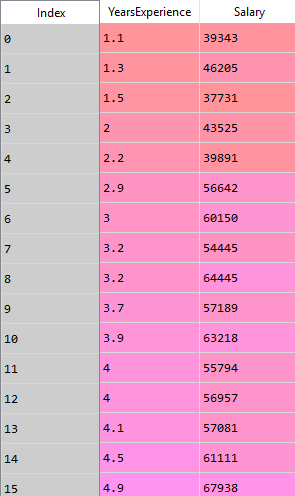 Index YearsExperience Salary
0 1.1 39343
1 1.3 46205
2 1.5 37731
3 2 43525
4 2.2 39891
5 2.9 56642
6 3 60150
7 3.2 54445
8 3.2 64445
9 3.7 57189
10 3.9 63218
11 4 55794
12 4 56957
13 4.1 57081
14 4.5 61111
15 4.9 67938